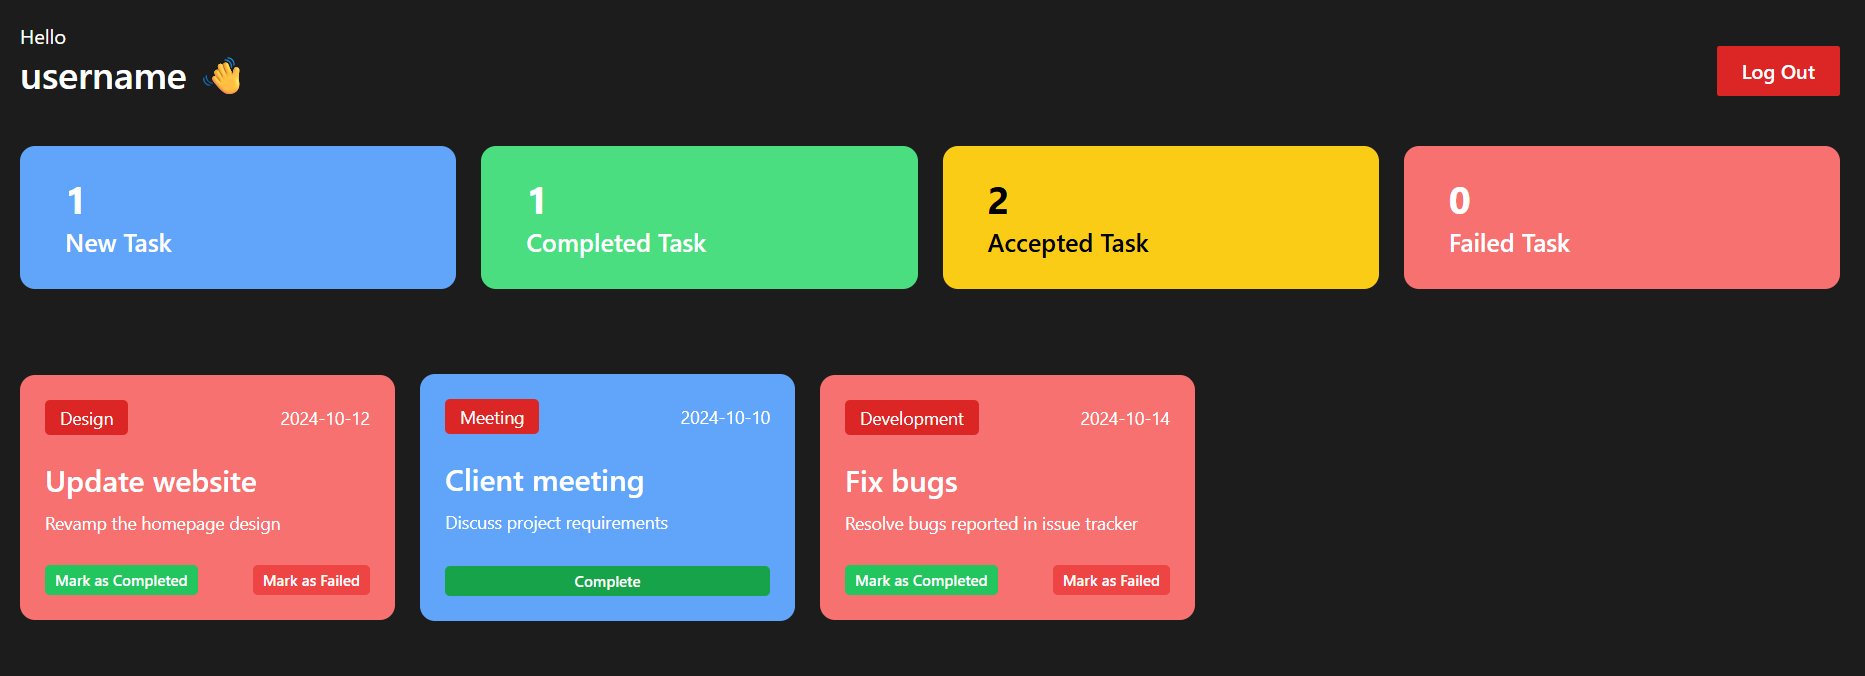 Hello
username 👋
Log Out
1
New Task
1
Completed Task
2
Accepted Task
0
Failed Task
Design
2024-10-12
Update website
Revamp the homepage design
Mark as Completed
Mark as Failed
Meeting
2024-10-10
Client meeting
Discuss project requirements
Complete
Development
2024-10-14
Fix bugs
Resolve bugs reported in issue tracker
Mark as Completed
Mark as Failed